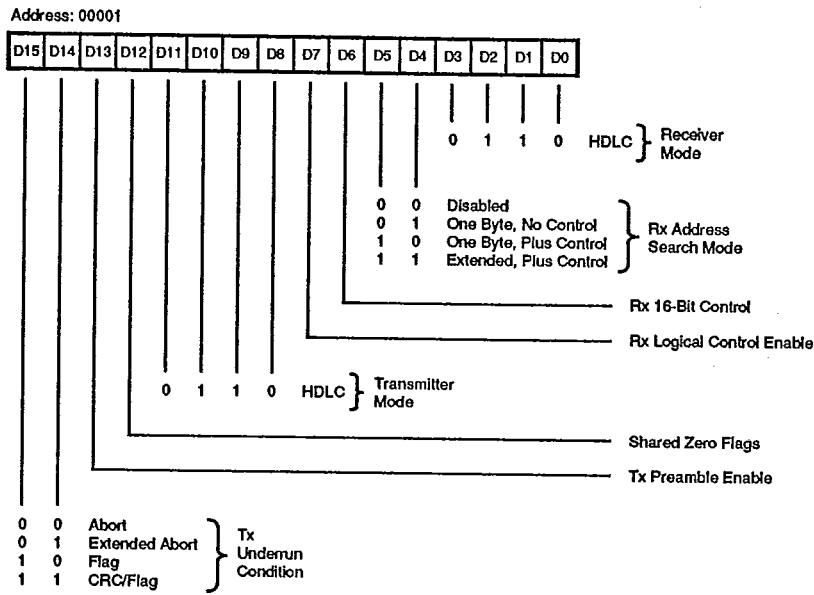 Address: 00001
D15 D14 D13 D12 D11 D10 D9 D8 D7 D6 D5 D4 D3 D2 D1 D0
0 1 1 0 HDLC Receiver
Mode
0 0 Disabled
0 1 One Byte, No Control
1 0 One Byte, Plus Control
1 1 Extended, Plus Control
Rx Address
Search Mode
Rx 16-Bit Control
Rx Logical Control Enable
0 1 1 0 HDLC Transmitter
Mode
Shared Zero Flags
Tx Preamble Enable
0 0 Abort
0 1 Extended Abort
1 0 Flag
1 1 CRC/Flag
Tx
Underrun
Condition